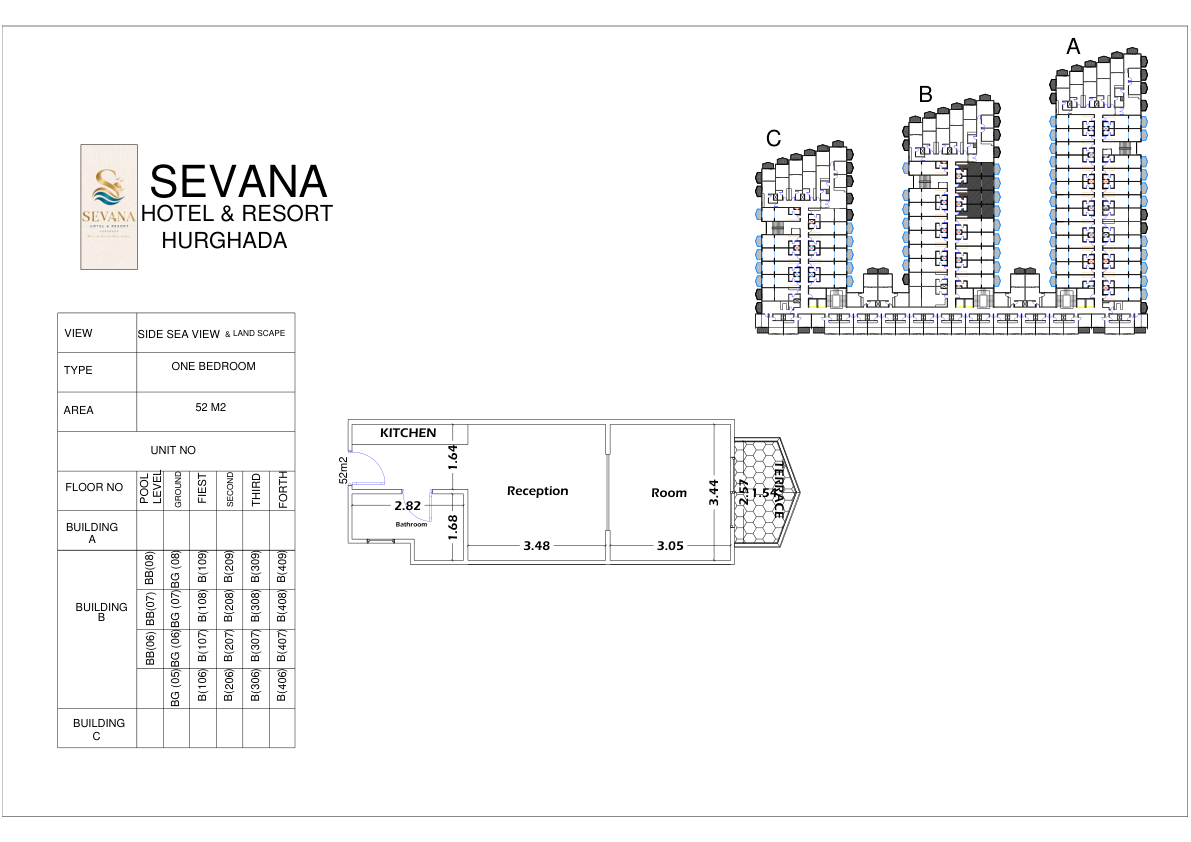 A
B
C
SEVANA
HOTEL & RESORT
HURGHADA
SEVANA
HOTEL & RESORT
HURGHADA
VIEW SIDE SEA VIEW & LAND SCAPE
TYPE ONE BEDROOM
AREA 52 M2
UNIT NO
FLOOR NO POOL LEVEL GROUND FIEST SECOND THIRD FORTH
BUILDING A
BUILDING B
BB(08) BG (08) B(109) B(209) B(309) B(409)
BB(07) BG (07) B(108) B(208) B(308) B(408)
BB(06) BG (06) B(107) B(207) B(307) B(407)
BG (05) B(106) B(206) B(306) B(406)
BUILDING C
52m2
KITCHEN
1.64
2.82
Bathroom
1.68
Reception
3.48
Room
3.44
3.05
2.57
1.54
TERRACE